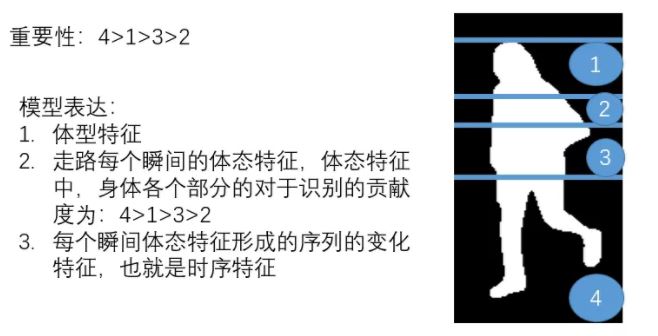 重要性：4>1>3>2
模型表达：
1. 体型特征
2. 走路每个瞬间的体态特征，体态特征
中，身体各个部分的对于识别的贡献
度为：4>1>3>2
3. 每个瞬间体态特征形成的序列的变化
特征，也就是时序特征
1
2
3
4